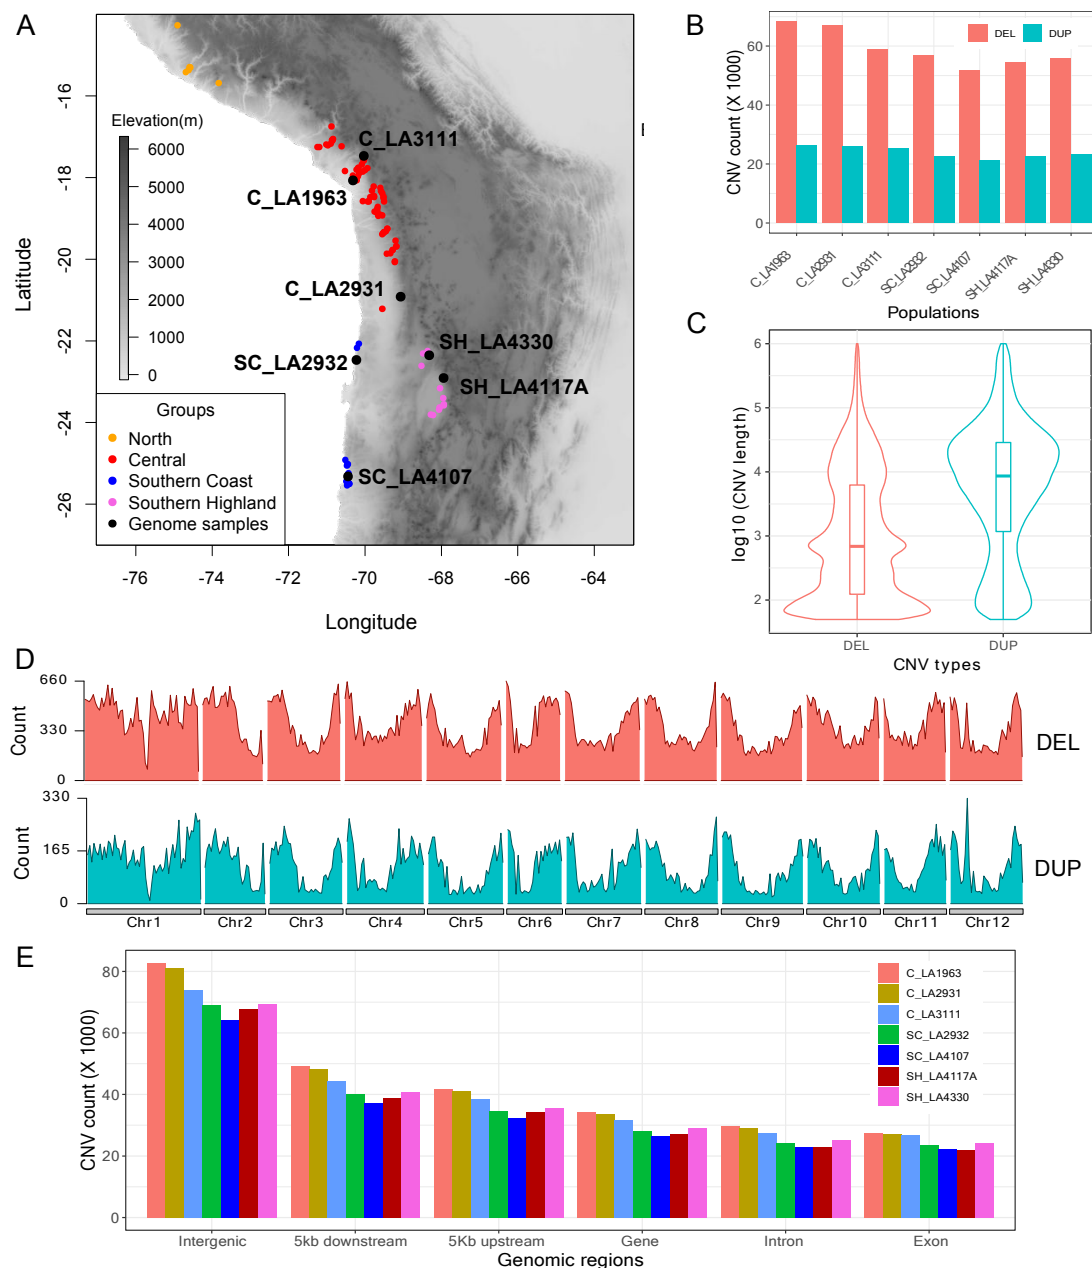 A
Elevation(m)
6000
5000
4000
3000
2000
1000
0
C_LA3111
C_LA1963
C_LA2931
SH_LA4330
SC_LA2932
SH_LA4117A
SC_LA4107
Groups
North
Central
Southern Coast
Southern Highland
Genome samples
Latitude
-16
-18
-20
-22
-24
-26
-76
-74
-72
-70
-68
-66
-64
Longitude
B
DEL
DUP
CNV count (X 1000)
60
40
20
0
C_LA1963
C_LA2931
C_LA3111
SC_LA2932
SC_LA4107
SH_LA4117A
SH_LA4330
Populations
C
log10 (CNV length)
6
5
4
3
2
DEL
DUP
CNV types
D
Count
660
330
0
DEL
Count
330
165
0
DUP
Chr1 Chr2 Chr3 Chr4 Chr5 Chr6 Chr7 Chr8 Chr9 Chr10 Chr11 Chr12
E
CNV count (X 1000)
80
60
40
20
0
C_LA1963
C_LA2931
C_LA3111
SC_LA2932
SC_LA4107
SH_LA4117A
SH_LA4330
Intergenic 5kb downstream 5Kb upstream Gene Intron Exon
Genomic regions